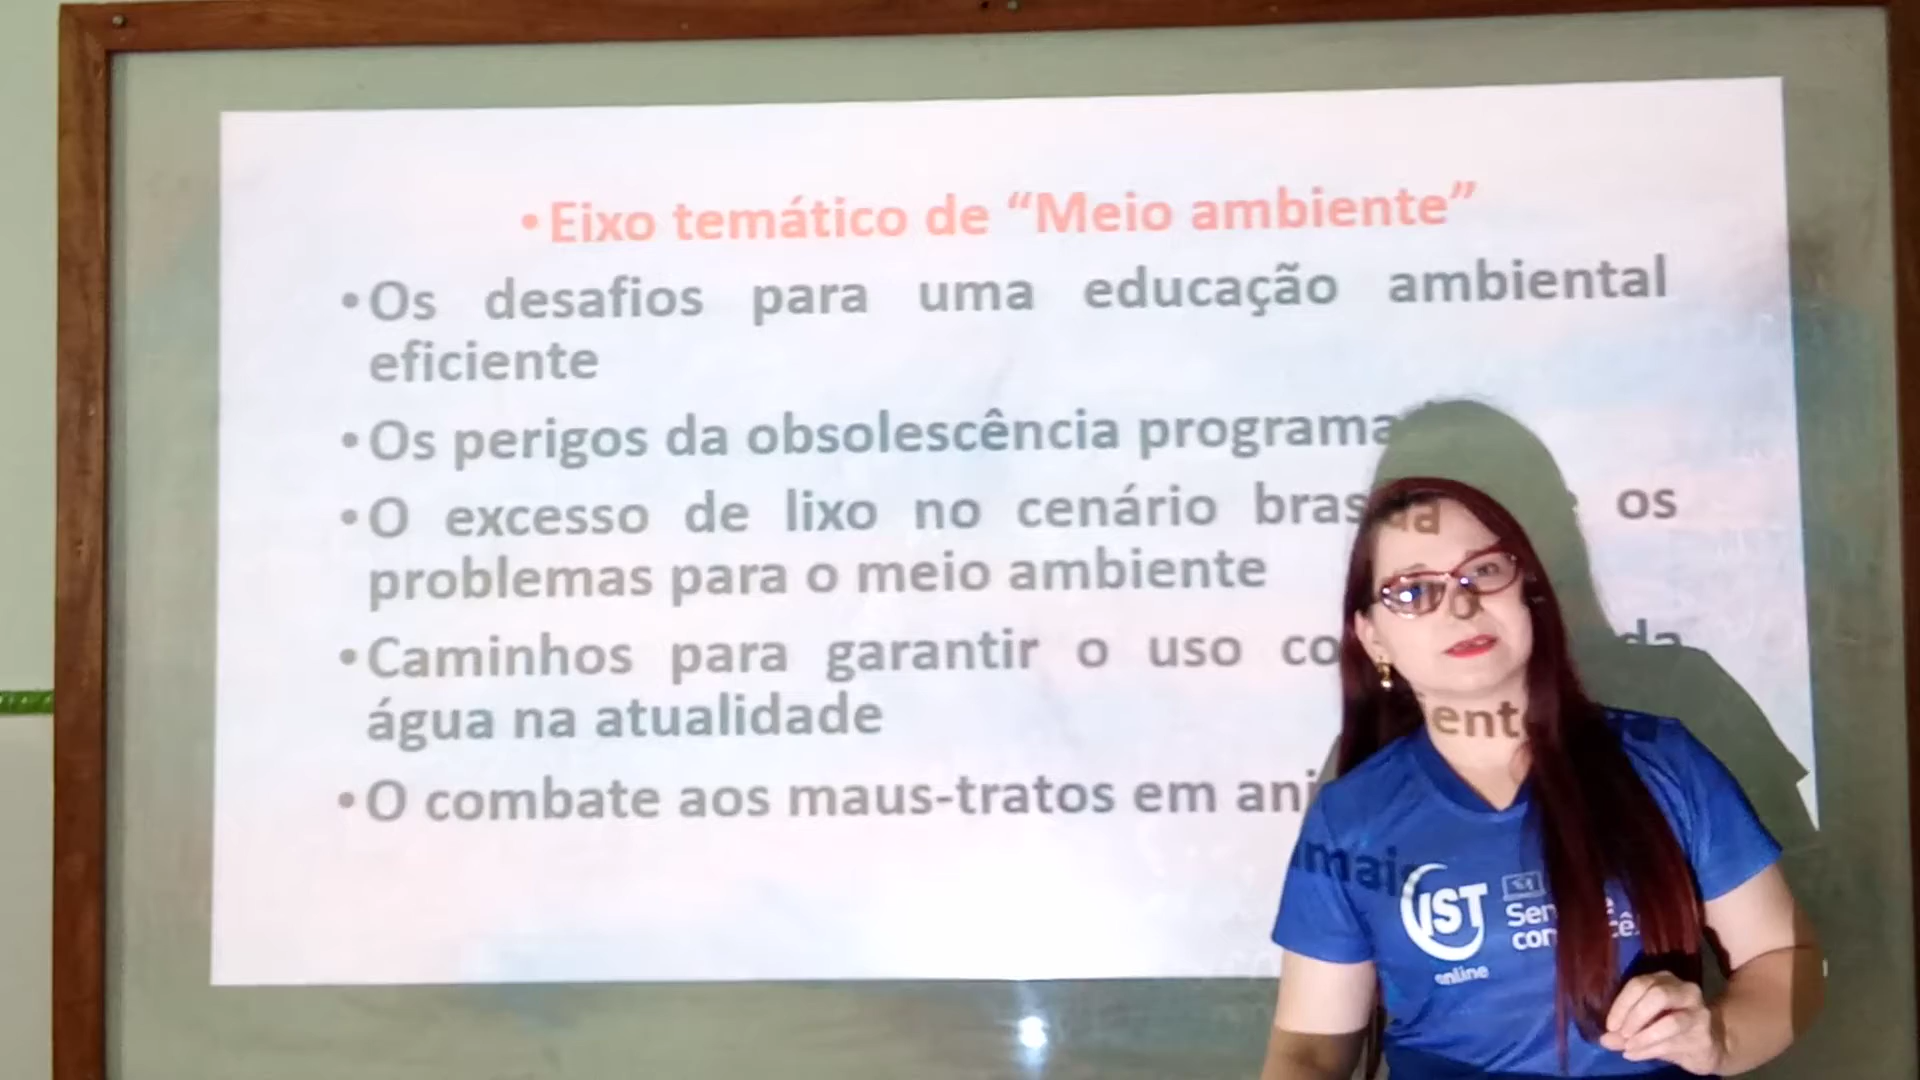 • Eixo temático de “Meio ambiente”
• Os desafios para uma educação ambiental
eficiente
• Os perigos da obsolescência
• O excesso de lixo no cenário os
problemas para o meio ambiente
• Caminhos para garantir o uso da
água na atualidade
• O combate aos maus-tratos em animais
IST
online